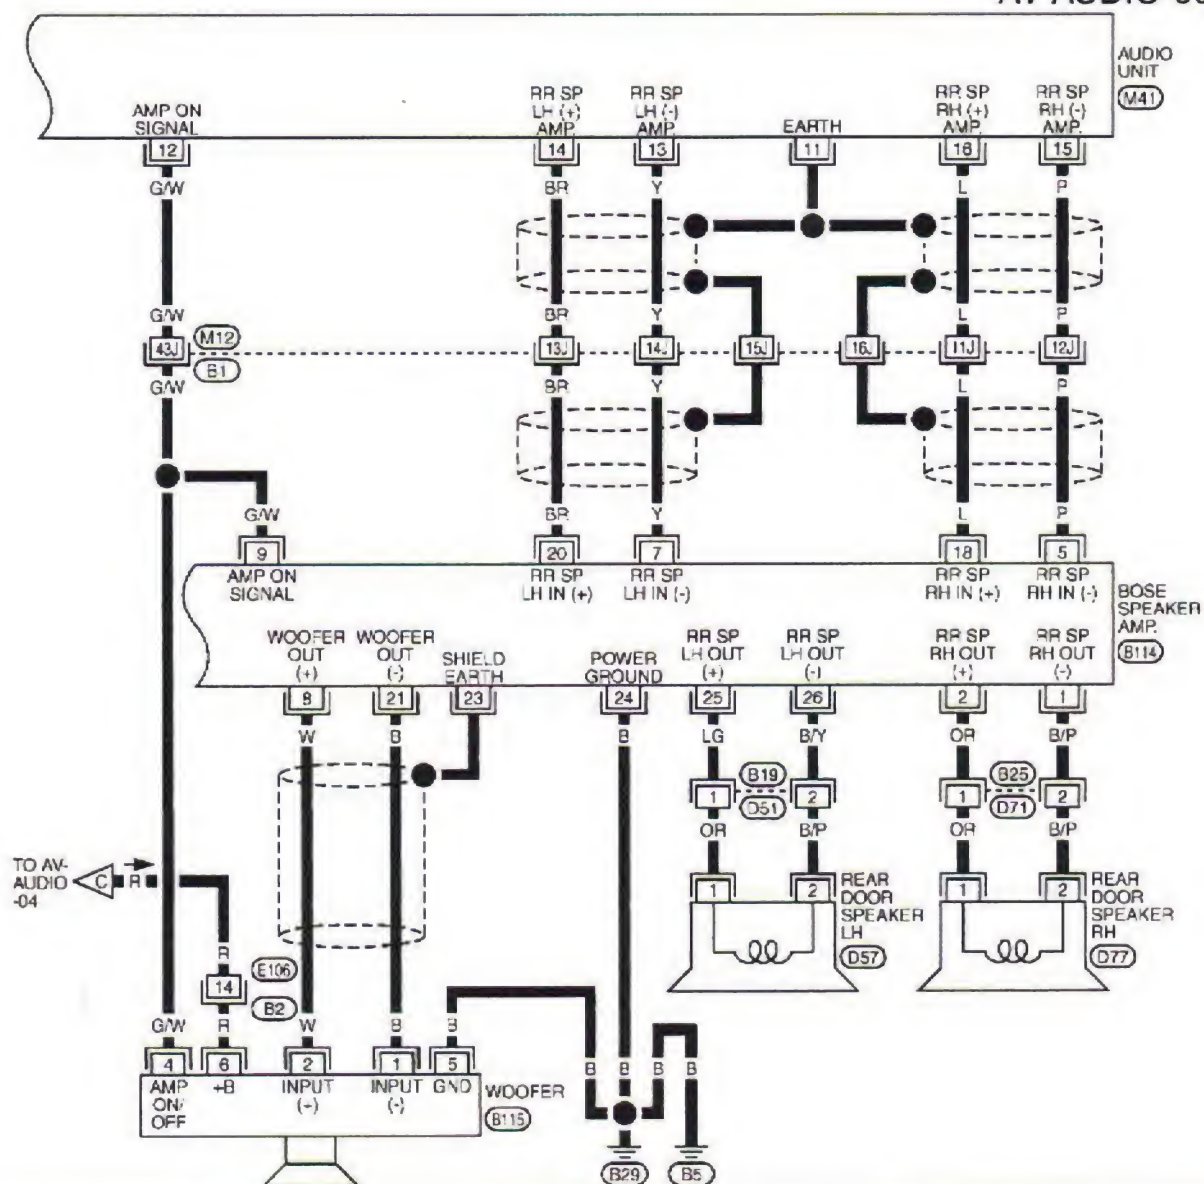 AUDIO
UNIT
M41
AMP ON
SIGNAL
RR SP
LH (+)
AMP.
RR SP
LH (-)
AMP.
EARTH
RR SP
RH (+)
AMP.
RR SP
RH (-)
AMP.
12 14 13 11 16 15
G/W BR Y L P
G/W BR Y L P
M12
43J 13J 14J 15J 16J 11J 12J
B1
G/W BR Y L P
G/W BR Y L P
9 20 7 18 5
AMP ON
SIGNAL
RR SP
LH IN (+)
RR SP
LH IN (-)
RR SP
RH IN (+)
RR SP
RH IN (-)
BOSE
SPEAKER
AMP.
B114
WOOFER
OUT
(+)
WOOFER
OUT
(-)
SHIELD
EARTH
POWER
GROUND
RR SP
LH OUT
(+)
RR SP
LH OUT
(-)
RR SP
RH OUT
(+)
RR SP
RH OUT
(-)
8 21 23 24 25 26 2 1
W B B LG B/Y OR B/P
B19 B25
1 2 1 2
D51 D71
OR B/P OR B/P
TO AV-
AUDIO
-04
C R
1 2 1 2
REAR
DOOR
SPEAKER
LH
D57
REAR
DOOR
SPEAKER
RH
D77
R
14
E106
B2
G/W R W B B
4 6 2 1 5
AMP
ON/
OFF
+B
INPUT
(+)
INPUT
(-)
GND
WOOFER
B115
B B B B
B29 B5